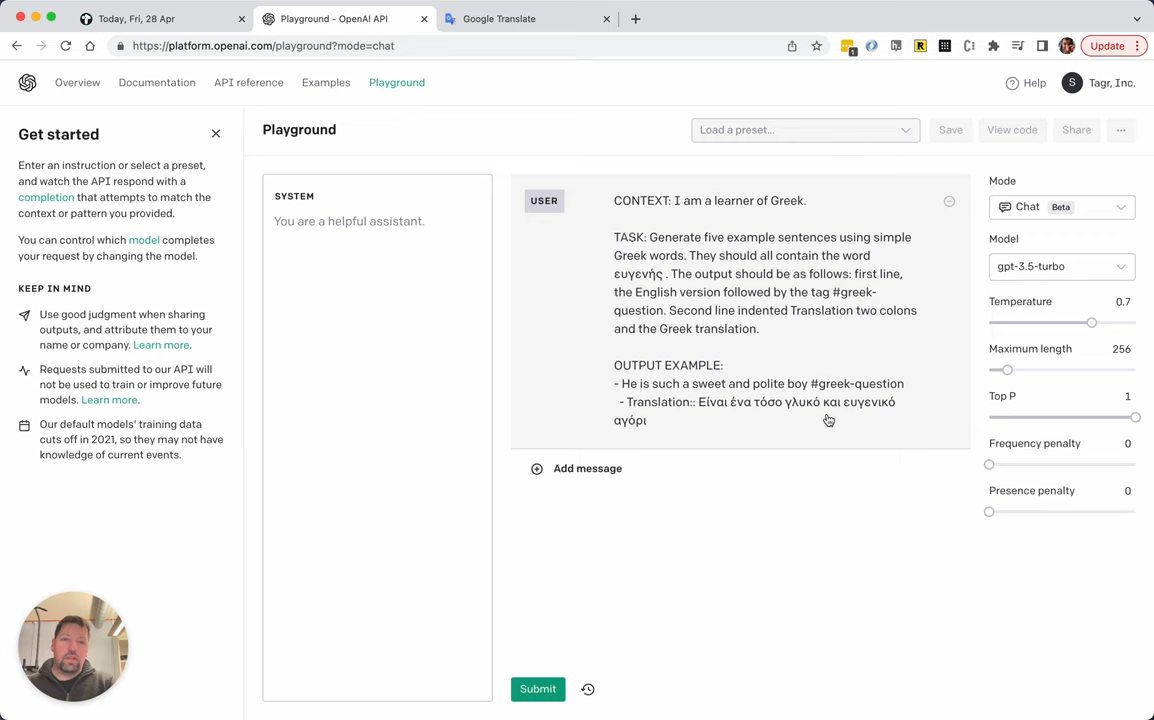 Today, Fri, 28 Apr
Playground - OpenAI API
Google Translate
https://platform.openai.com/playground?mode=chat
1
R
Update
Overview
Documentation
API reference
Examples
Playground
Help
S
Tagr, Inc.
Get started
Enter an instruction or select a preset,
and watch the API respond with a
completion that attempts to match the
context or pattern you provided.
You can control which model completes
your request by changing the model.
KEEP IN MIND
Use good judgment when sharing
outputs, and attribute them to your
name or company. Learn more.
Requests submitted to our API will
not be used to train or improve future
models. Learn more.
Our default models' training data
cuts off in 2021, so they may not have
knowledge of current events.
Playground
Load a preset...
Save
View code
Share
SYSTEM
You are a helpful assistant.
USER
CONTEXT: I am a learner of Greek.
TASK: Generate five example sentences using simple
Greek words. They should all contain the word
ευγενής . The output should be as follows: first line,
the English version followed by the tag #greek-
question. Second line indented Translation two colons
and the Greek translation.
OUTPUT EXAMPLE:
- He is such a sweet and polite boy #greek-question
- Translation:: Είναι ένα τόσο γλυκό και ευγενικό
αγόρι
Add message
Submit
Mode
Chat Beta
Model
gpt-3.5-turbo
Temperature 0.7
Maximum length 256
Top P 1
Frequency penalty 0
Presence penalty 0